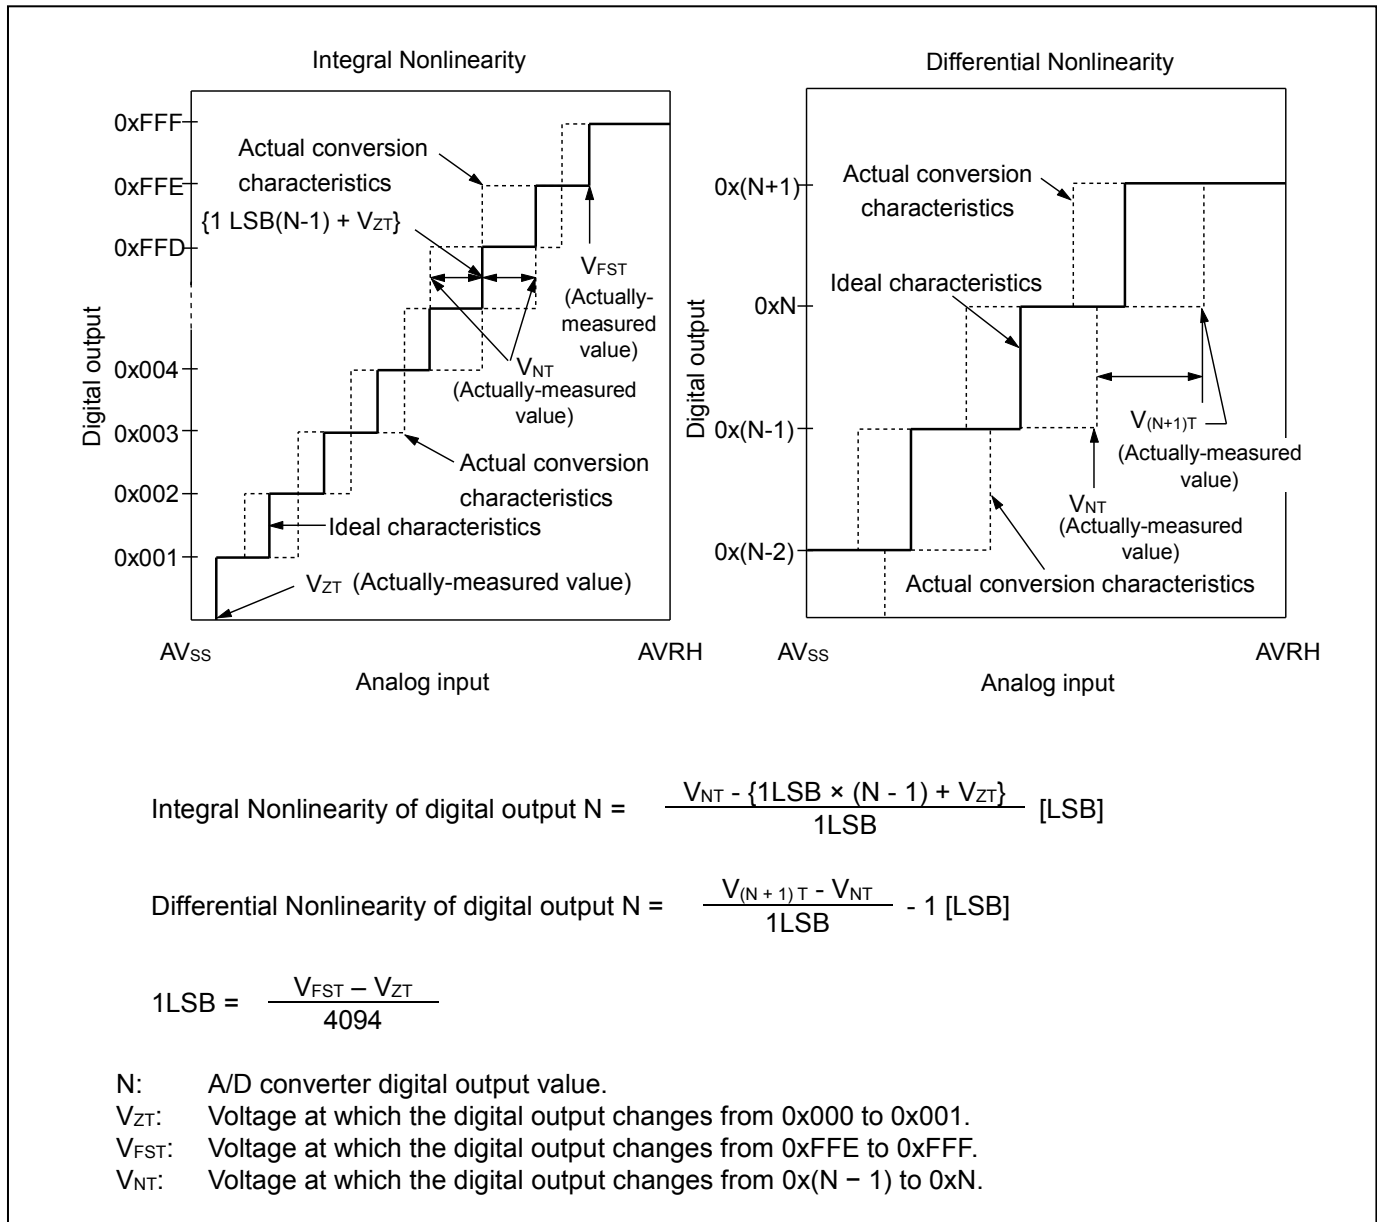 Integral Nonlinearity
0xFFF
0xFFE
0xFFD
0x004
0x003
0x002
0x001
Digital output
Actual conversion
characteristics
{1 LSB(N-1) + VZT}
VFST
(Actually-
measured
value)
VNT
(Actually-measured
value)
Actual conversion
characteristics
Ideal characteristics
VZT (Actually-measured value)
AVSS
AVRH
Analog input
Differential Nonlinearity
0x(N+1)
0xN
0x(N-1)
0x(N-2)
Digital output
Actual conversion
characteristics
Ideal characteristics
V(N+1)T
(Actually-measured
value)
VNT
(Actually-measured
value)
Actual conversion characteristics
AVSS
AVRH
Analog input
Integral Nonlinearity of digital output N = VNT - {1LSB × (N - 1) + VZT} / 1LSB [LSB]
Differential Nonlinearity of digital output N = V(N + 1) T - VNT / 1LSB - 1 [LSB]
1LSB = VFST – VZT / 4094
N: A/D converter digital output value.
VZT: Voltage at which the digital output changes from 0x000 to 0x001.
VFST: Voltage at which the digital output changes from 0xFFE to 0xFFF.
VNT: Voltage at which the digital output changes from 0x(N − 1) to 0xN.